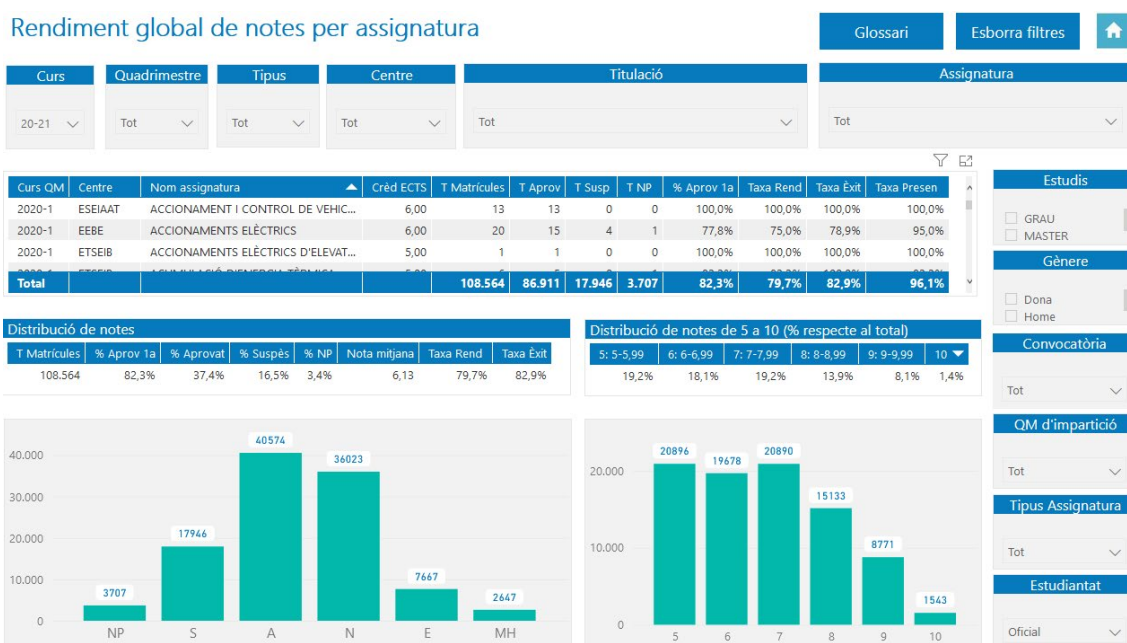 Rendiment global de notes per assignatura
Glossari
Esborra filtres
Curs
Quadrimestre
Tipus
Centre
Titulació
Assignatura
20-21
Tot
Tot
Tot
Tot
Tot
Curs QM Centre Nom assignatura Crèd ECTS T Matrícules T Aprov T Susp T NP % Aprov 1a Taxa Rend Taxa Èxit Taxa Presen
2020-1 ESEIAAT ACCIONAMENT I CONTROL DE VEHIC... 6,00 13 13 0 0 100,0% 100,0% 100,0% 100,0%
2020-1 EEBE ACCIONAMENTS ELÈCTRICS 6,00 20 15 4 1 77,8% 75,0% 78,9% 95,0%
2020-1 ETSEIB ACCIONAMENTS ELÈCTRICS D'ELEVAT... 5,00 1 1 0 0 100,0% 100,0% 100,0% 100,0%
Total 108.564 86.911 17.946 3.707 82,3% 79,7% 82,9% 96,1%
Estudis
GRAU
MASTER
Gènere
Dona
Home
Convocatòria
Tot
QM d'impartició
Tot
Tipus Assignatura
Tot
Estudiantat
Oficial
Distribució de notes
T Matrícules % Aprov 1a % Aprovat % Suspès % NP Nota mitjana Taxa Rend Taxa Èxit
108.564 82,3% 37,4% 16,5% 3,4% 6,13 79,7% 82,9%
Distribució de notes de 5 a 10 (% respecte al total)
5: 5-5,99 6: 6-6,99 7: 7-7,99 8: 8-8,99 9: 9-9,99 10
19,2% 18,1% 19,2% 13,9% 8,1% 1,4%
40.000
30.000
20.000
10.000
0
3707
17946
40574
36023
7667
2647
NP S A N E MH
20.000
10.000
0
20896
19678
20890
15133
8771
1543
5 6 7 8 9 10